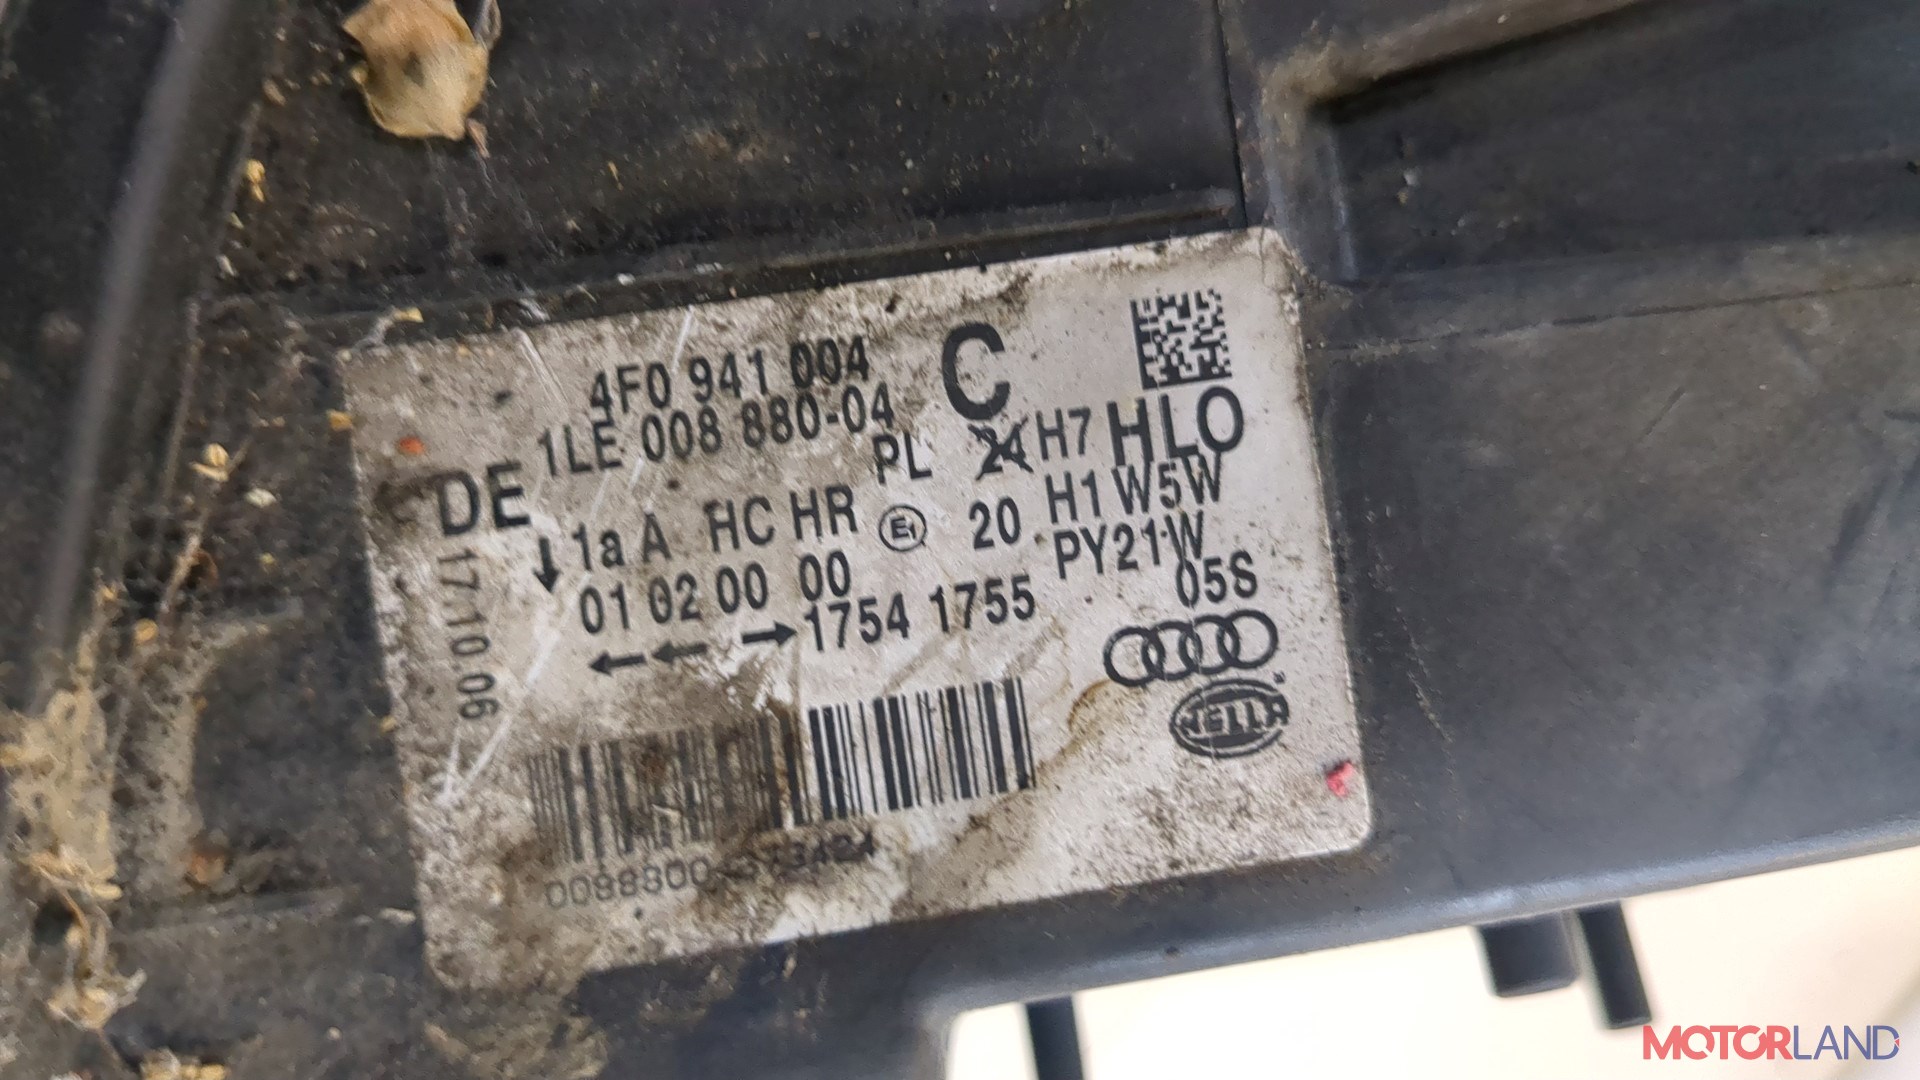 4F0 941 004 C
1LE 008 880-04
DE PL 24 H7 HLO
1a A HC HR E1 20 H1 W5W
01 02 00 00 PY21W
1754 1755 05S
17.10.06
HELLA
MOTORLAND